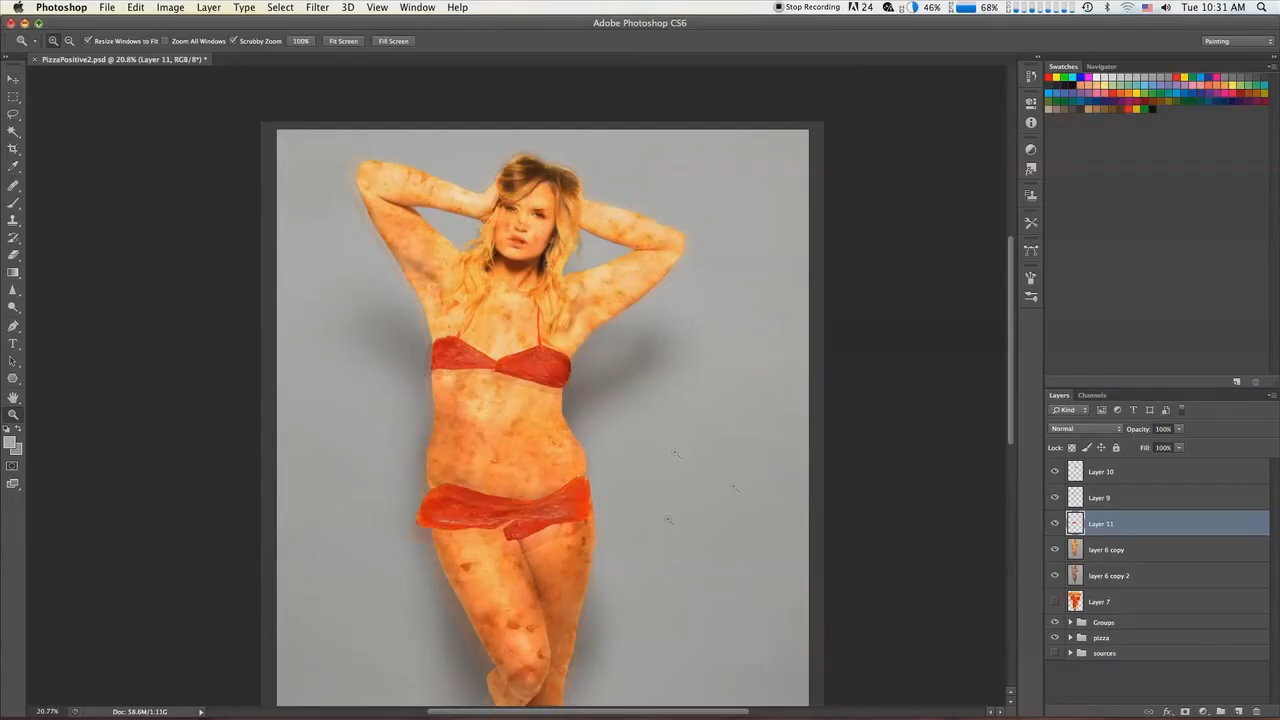 Photoshop File Edit Image Layer Type Select Filter 3D View Window Help Stop Recording 24 46% 68% Tue 10:31 AM
Adobe Photoshop CS6
Resize Windows to Fit Zoom All Windows Scrubby Zoom 100% Fit Screen Fill Screen Painting
× PizzaPositive2.psd @ 20.8% (Layer 11, RGB/8*) *
Swatches Navigator
Layers Channels
Kind
Normal Opacity: 100%
Lock: Fill: 100%
Layer 10
Layer 9
Layer 11
layer 6 copy
layer 6 copy 2
Layer 7
Groups
pizza
sources
20.77% Doc: 58.6M/1.11G
fx